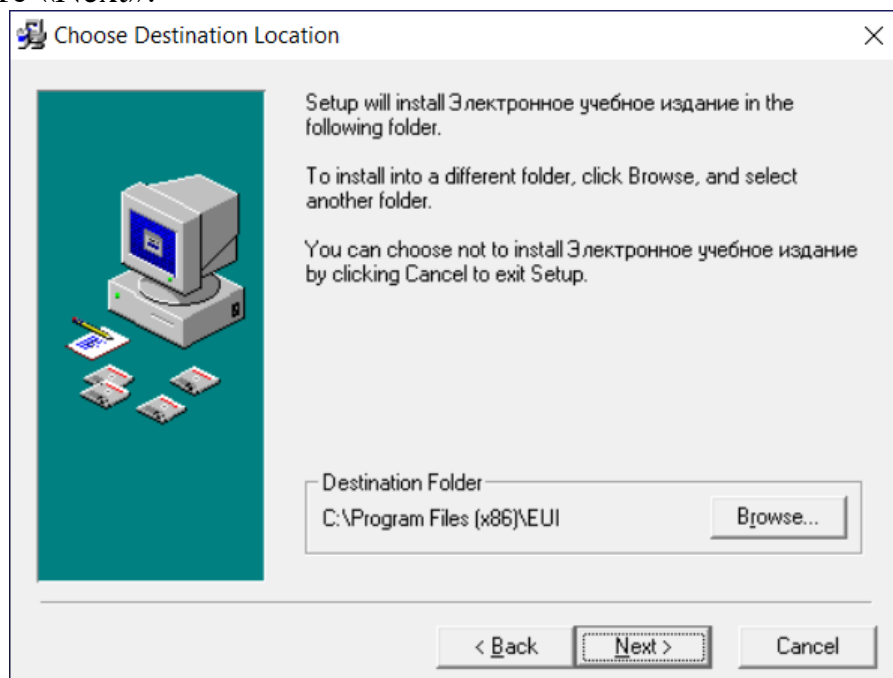 «Next».
Choose Destination Location
Setup will install Электронное учебное издание in the
following folder.
To install into a different folder, click Browse, and select
another folder.
You can choose not to install Электронное учебное издание
by clicking Cancel to exit Setup.
Destination Folder
C:\Program Files (x86)\EUI
Browse...
< Back
Next >
Cancel